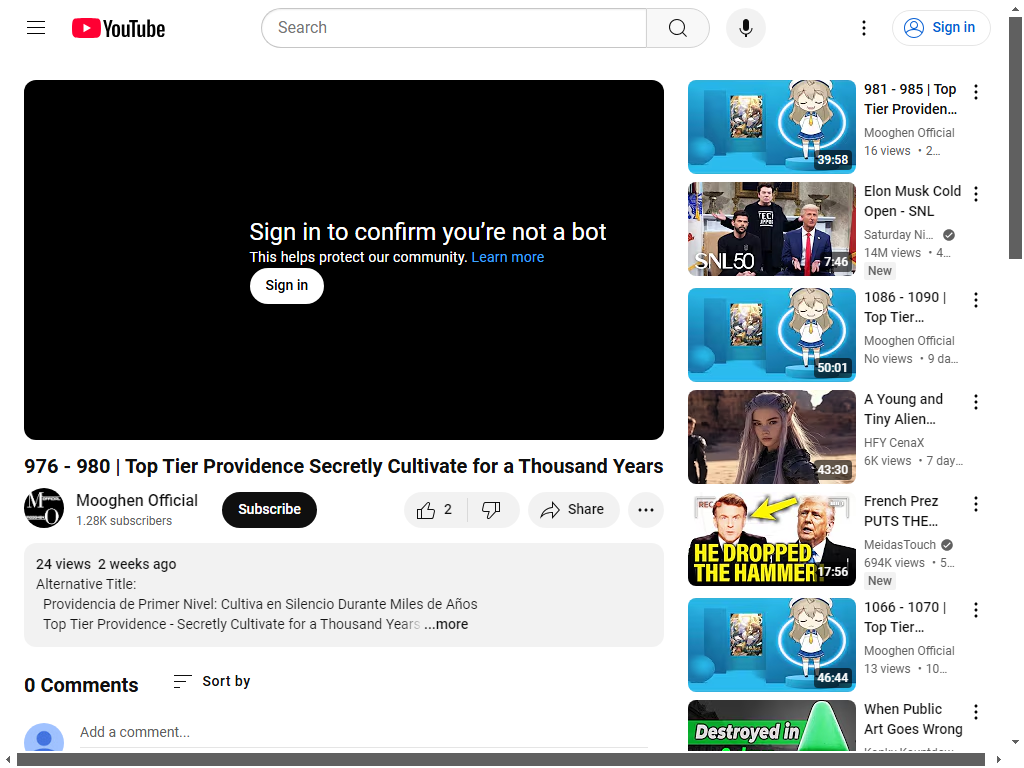 YouTube
Search
Sign in
Sign in to confirm you’re not a bot
This helps protect our community. Learn more
Sign in
976 - 980 | Top Tier Providence Secretly Cultivate for a Thousand Years
Mooghen Official
1.28K subscribers
Subscribe
2
Share
24 views 2 weeks ago
Alternative Title:
Providencia de Primer Nivel: Cultiva en Silencio Durante Miles de Años
Top Tier Providence - Secretly Cultivate for a Thousand Years ...more
0 Comments
Sort by
Add a comment...
39:58
981 - 985 | Top
Tier Providen...
Mooghen Official
16 views • 2...
SNL50
7:46
Elon Musk Cold
Open - SNL
Saturday Ni...
14M views • 4...
New
50:01
1086 - 1090 |
Top Tier...
Mooghen Official
No views • 9 da...
43:30
A Young and
Tiny Alien...
HFY CenaX
6K views • 7 day...
HE DROPPED
THE HAMMER
17:56
French Prez
PUTS THE...
MeidasTouch
694K views • 5...
New
46:44
1066 - 1070 |
Top Tier...
Mooghen Official
13 views • 10...
Destroyed in
When Public
Art Goes Wrong